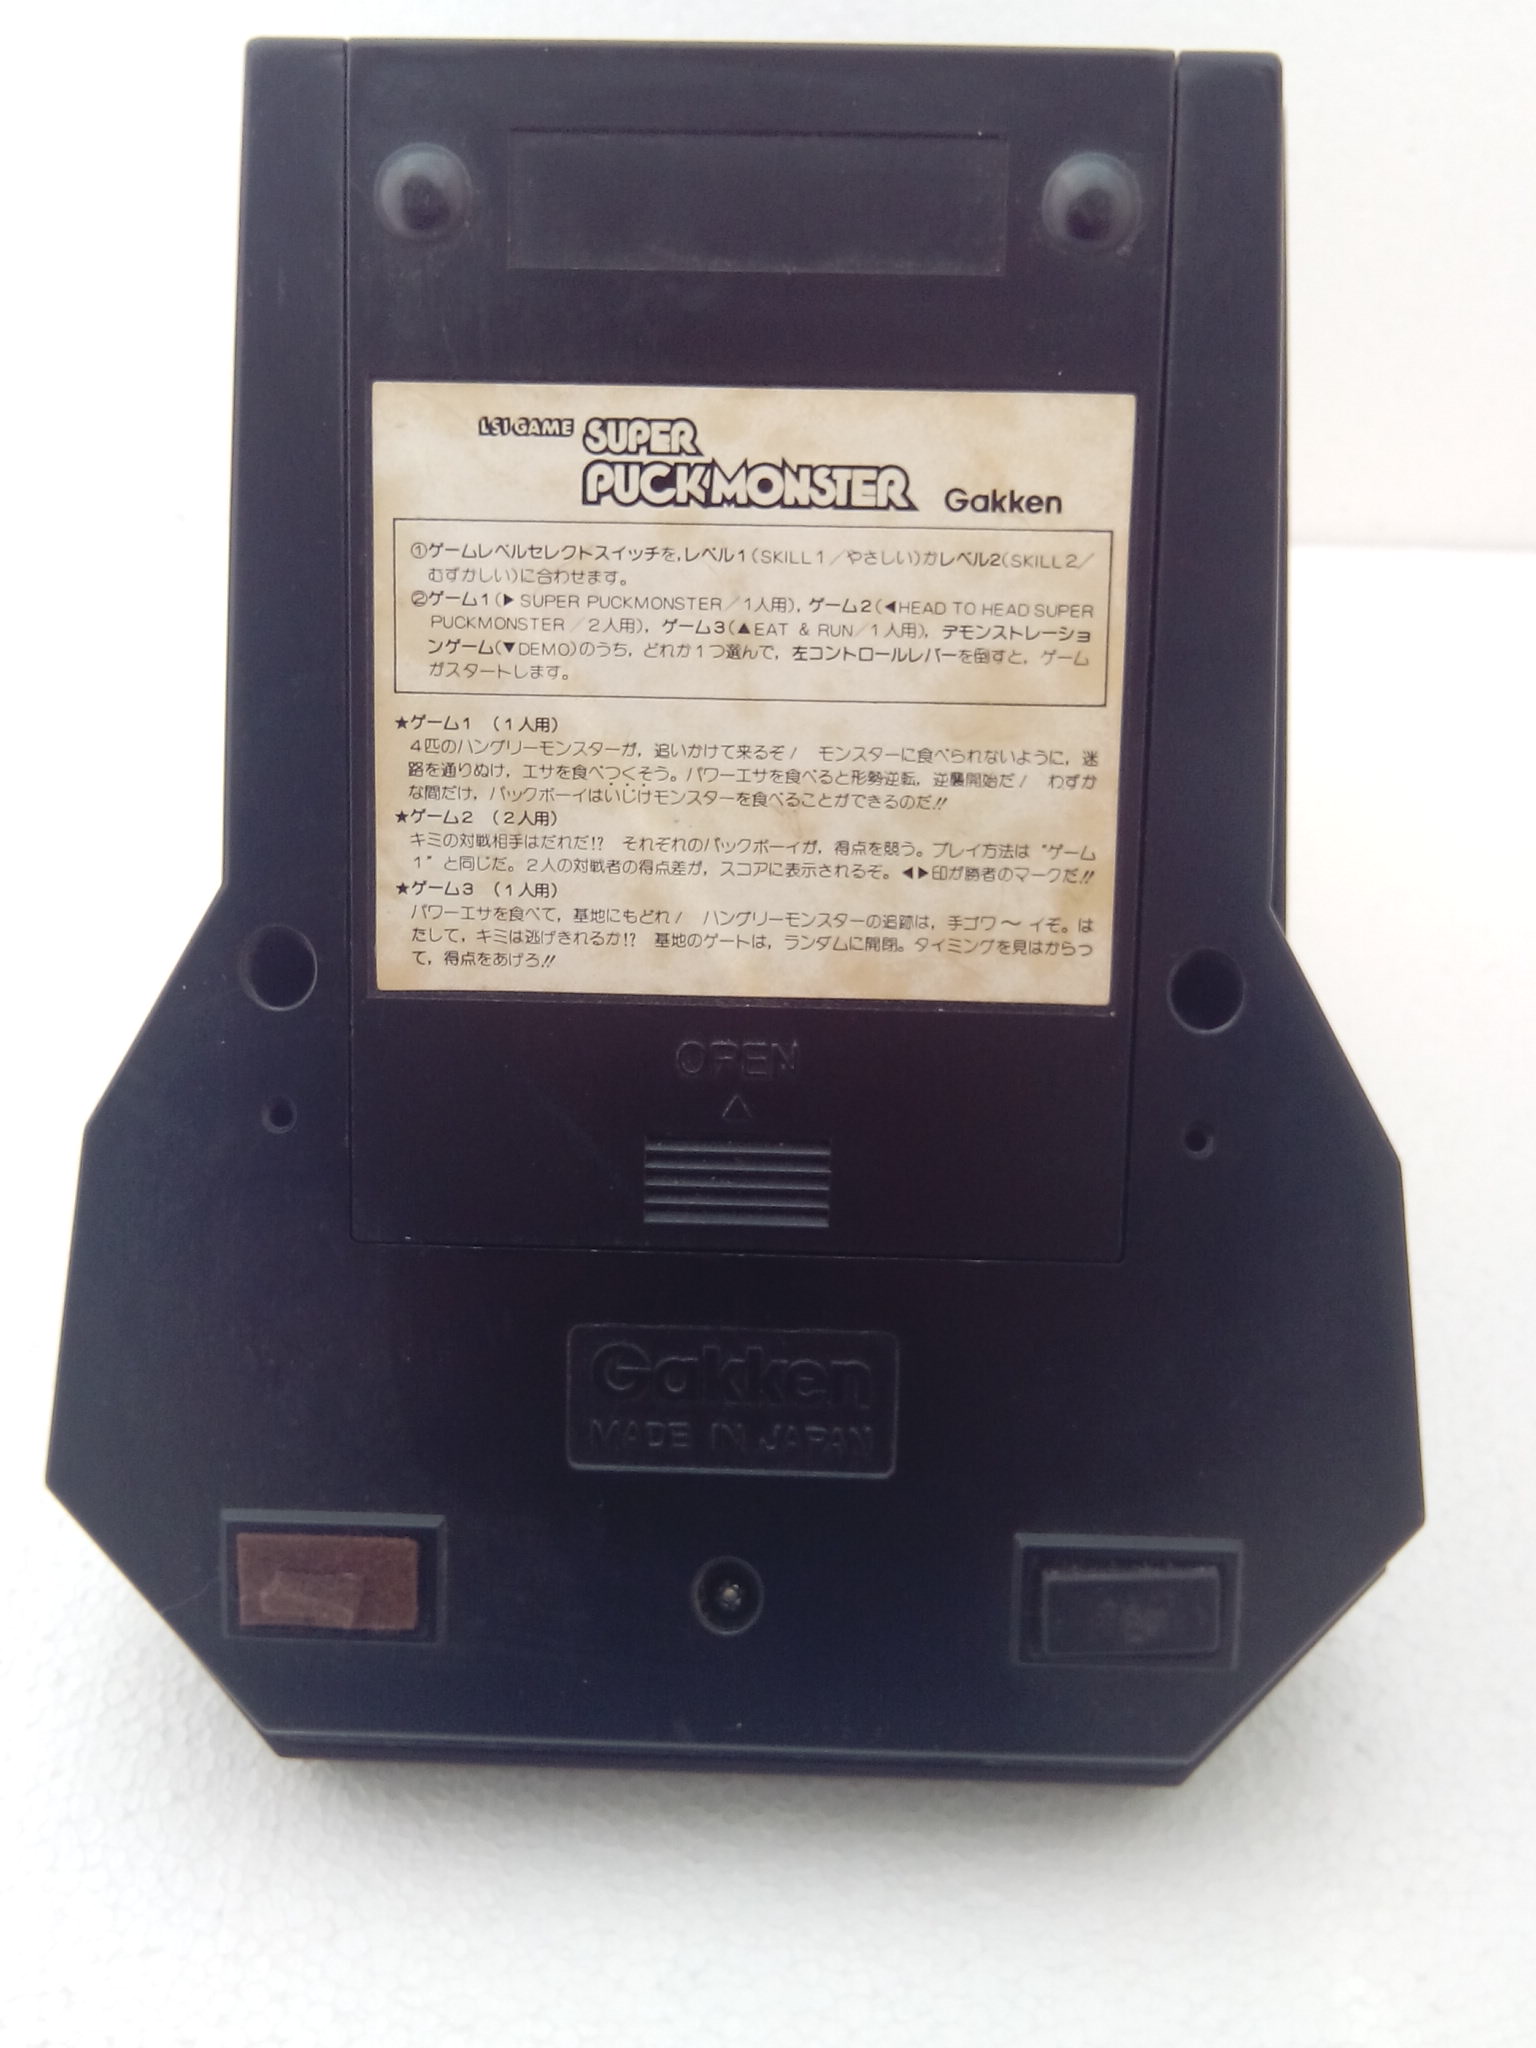 LSI GAME SUPER
PUCKMONSTER Gakken
①ゲームレベルセレクトスイッチを,レベル1(SKILL 1/やさしい)かレベル2(SKILL 2/
むずかしい)に合わせます。
②ゲーム1(▶SUPER PUCKMONSTER/1人用),ゲーム2(◀HEAD TO HEAD SUPER
PUCKMONSTER/2人用),ゲーム3(▲EAT & RUN/1人用),デモンストレーショ
ンゲーム(▼DEMO)のうち,どれか1つ選んで,左コントロールレバーを倒すと,ゲーム
がスタートします。
★ゲーム1 (1人用)
4匹のハングリーモンスターが,追いかけて来るぞ! モンスターに食べられないように,迷
路を通りぬけ,エサを食べつくそう。パワーエサを食べると形勢逆転,逆襲開始だ! わずか
な間だけ,パックボーイはいじけモンスターを食べることができるのだ!!
★ゲーム2 (2人用)
キミの対戦相手はだれだ!? それぞれのパックボーイが,得点を競う。プレイ方法は“ゲーム
1”と同じだ。2人の対戦者の得点差が,スコアに表示されるぞ。◀▶印が勝者のマークだ!!
★ゲーム3 (1人用)
パワーエサを食べて,基地にもどれ! ハングリーモンスターの追跡は,手ゴワ〜イぞ。は
たして,キミは逃げきれるか!? 基地のゲートは,ランダムに開閉。タイミングを見はからっ
て,得点をあげろ!!
OPEN
△
Gakken
MADE IN JAPAN